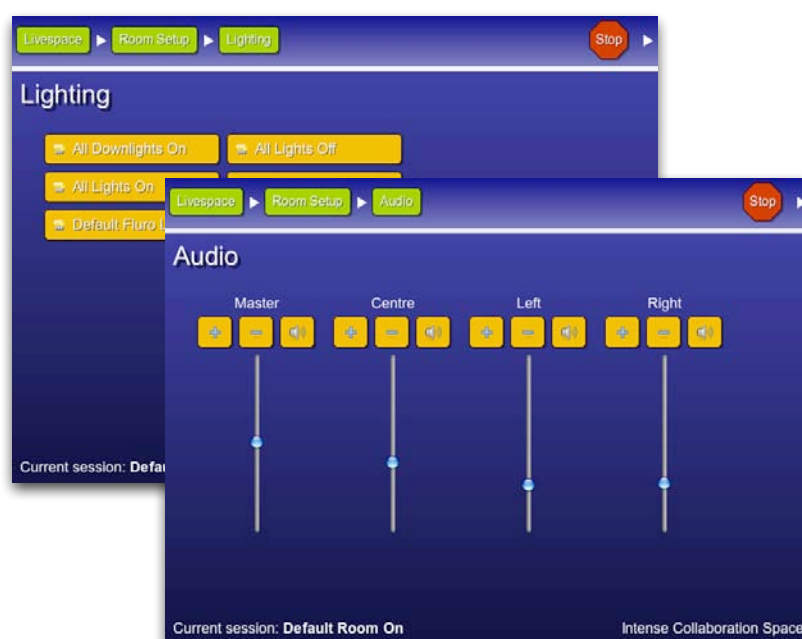 Livespace Room Setup Lighting Stop
Lighting
All Downlights On All Lights Off
All Lights On
Default Fluro
Current session:
Livespace Room Setup Audio Stop
Audio
Master Centre Left Right
Current session: Default Room On Intense Collaboration Space